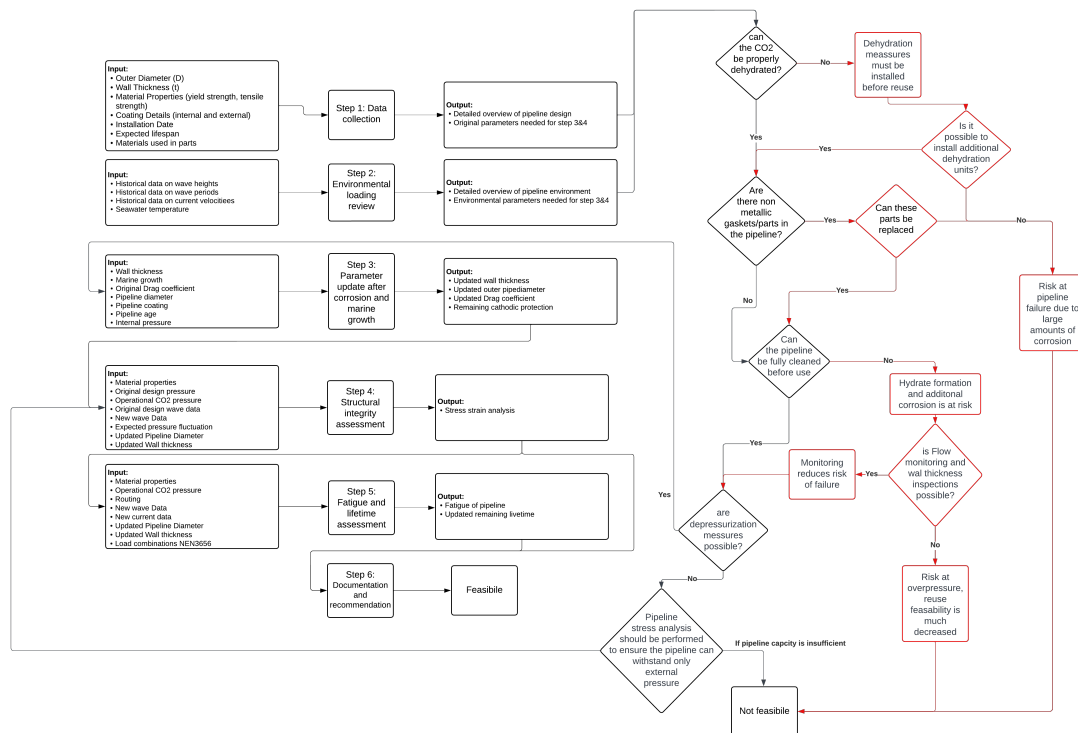 Input:
• Outer Diameter (D)
• Wall Thickness (t)
• Material Properties (yield strength, tensile
strength)
• Coating Details (internal and external)
• Installation Date
• Expected lifespan
• Materials used in parts
Step 1: Data
collection
Output:
• Detailed overview of pipeline design
• Original parameters needed for step 3&4
Input:
• Historical data on wave heights
• Historical data on wave periods
• Historical data on current velocitiees
• Seawater temperature
Step 2:
Environmental
loading
review
Output:
• Detailed overview of pipeline environment
• Environmental parameters needed for step 3&4
Input:
• Wall thickness
• Marine growth
• Original Drag coefficient
• Pipeline diameter
• Pipeline coating
• Pipeline age
• Internal pressure
Step 3:
Parameter
update after
corrosion and
marine
growth
Output:
• Updated wall thickness
• Updated outer pipediameter
• Updated Drag coefficient
• Remaining cathodic protection
Input:
• Material properties
• Original design pressure
• Operational CO2 pressure
• Original design wave data
• New wave Data
• Expected pressure fluctuation
• Updated Pipeline Diameter
• Updated Wall thickness
Step 4:
Structural
integrity
assessment
Output:
• Stress strain analysis
Input:
• Material properties
• Operational CO2 pressure
• Routing
• New wave Data
• New current data
• Updated Pipeline Diameter
• Updated Wall thickness
• Load combinations NEN3656
Step 5:
Fatigue and
lifetime
assessment
Output:
• Fatigue of pipeline
• Updated remaining livetime
Step 6:
Documentation
and
recommendation
Feasibile
can
the CO2
be properly
dehydrated?
No
Dehydration
meassures
must be
installed
before reuse
Yes
Is it
possible to
install additional
dehydration
units?
Yes
No
Are
there non
metallic
gaskets/parts in
the pipeline?
Yes
Can these
parts be
replaced
Risk at
pipeline
failure due to
large
amounts of
corrosion
No
Yes
Can
the pipeline
be fully cleaned
before use
No
Hydrate formation
and additonal
corrosion is at risk
Yes
Monitoring
reduces risk
of failure
Yes
is Flow
monitoring and
wal thickness
inspections
possible?
Yes
are
depressurization
messures
possible?
No
No
Risk at
overpressure,
reuse
feasability is
much
decreased
Pipeline
stress analysis
should be performed
to ensure the pipeline can
withstand only
external
pressure
If pipeline capcity is insufficient
Not feasibile